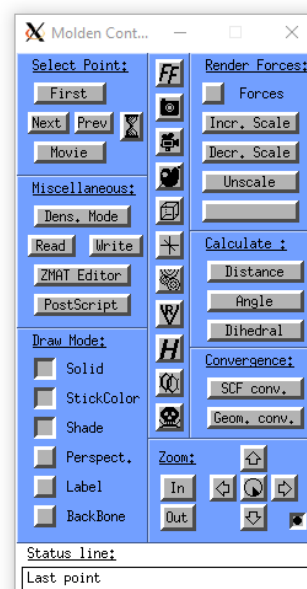 Molden Cont...
Select Point:
First
Next Prev
Movie
Miscellaneous:
Dens. Mode
Read Write
ZMAT Editor
PostScript
Draw Mode:
Solid
StickColor
Shade
Perspect.
Label
BackBone
FF
R
H
Render Forces:
Forces
Incr. Scale
Decr. Scale
Unscale
Calculate :
Distance
Angle
Dihedral
Convergence:
SCF conv.
Geom. conv.
Zoom:
In
Out
Status line:
Last point